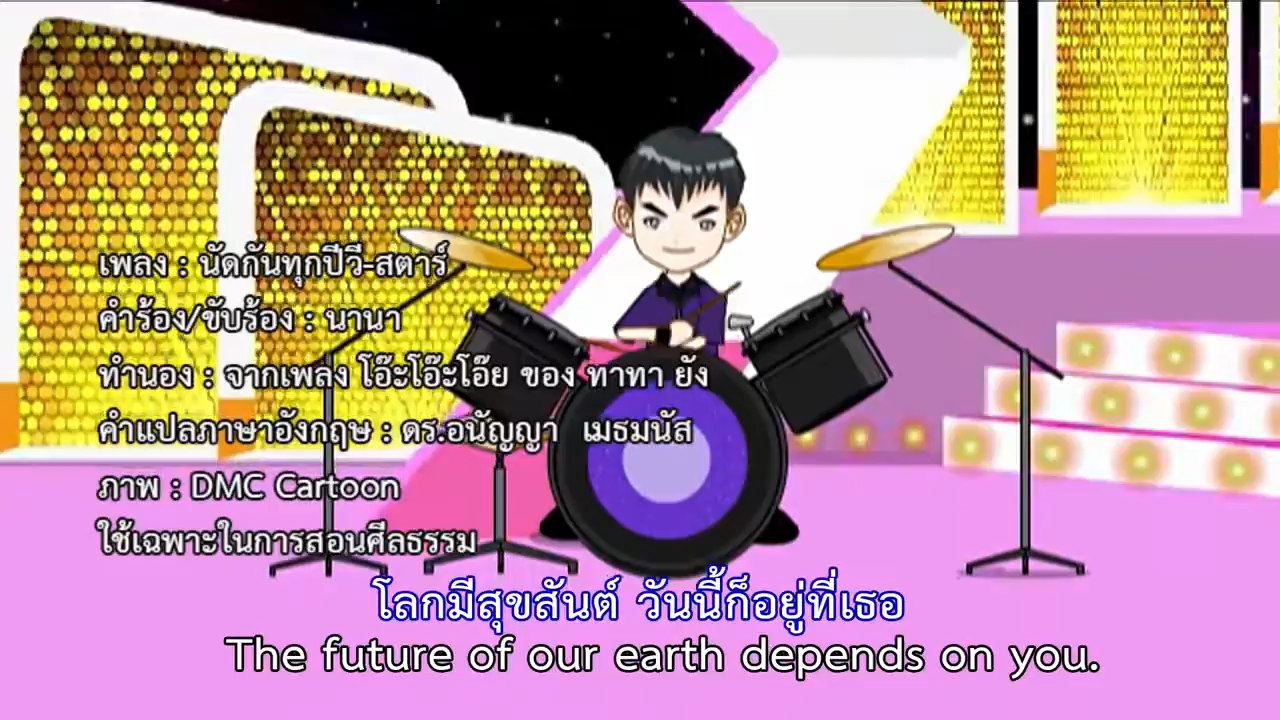 เพลง : นัดกันทุกปีวี-สตาร์
คำร้อง/ขับร้อง : นานา
ทำนอง : จากเพลง โอ๊ะโอ๊ะโอ๊ย ของ ทาทา ยัง
คำแปลภาษาอังกฤษ : ดร.อนัญญา เมธมนัส
ภาพ : DMC Cartoon
ใช้เฉพาะในการสอนศีลธรรม
โลกมีสุขสันต์ วันนี้ก็อยู่ที่เธอ
The future of our earth depends on you.